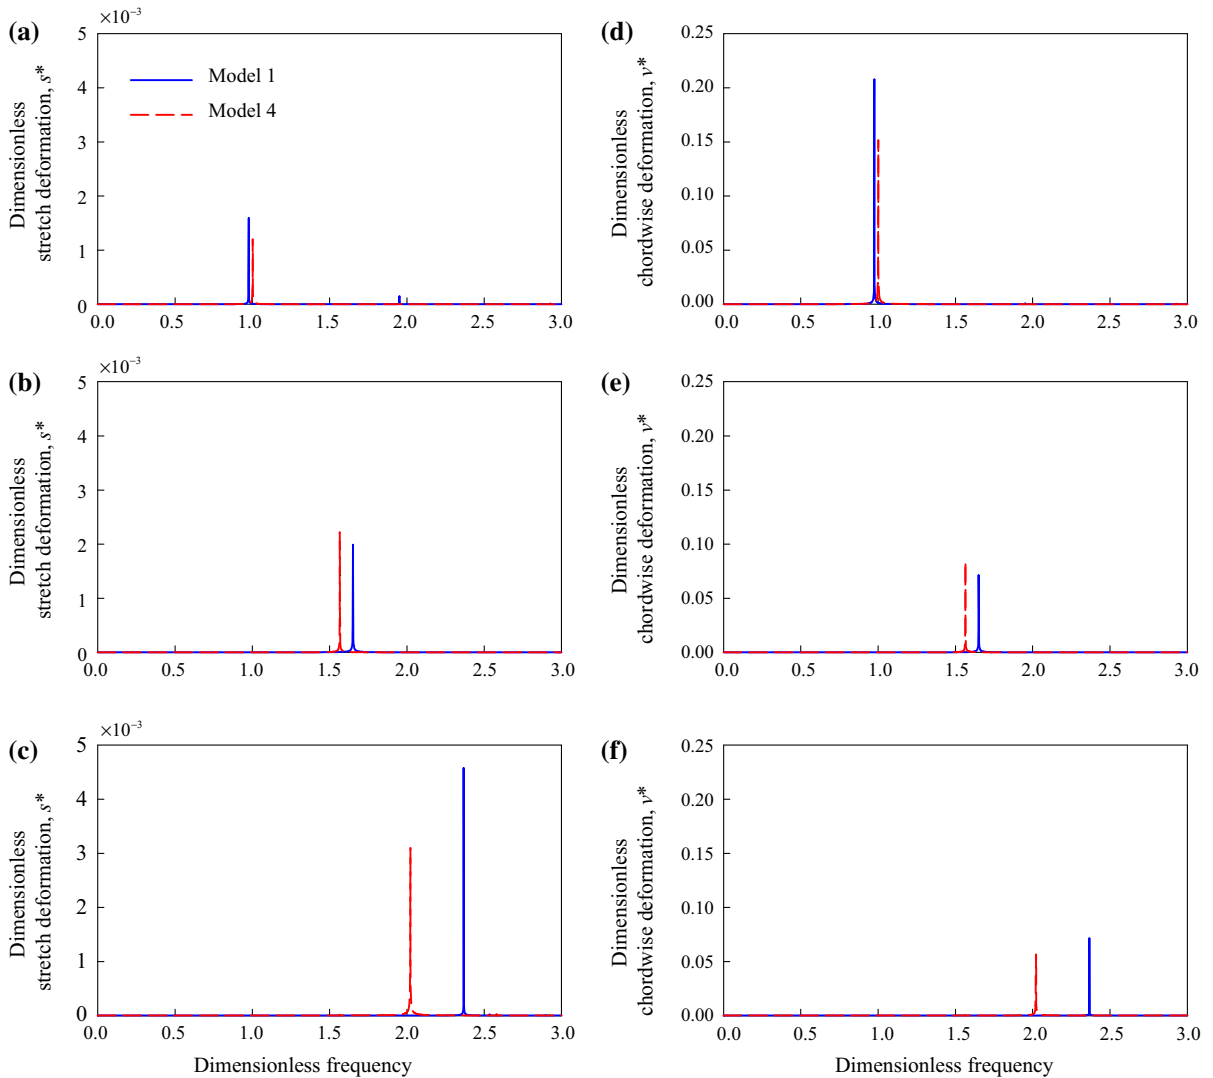 (a)
×10⁻³
Dimensionless
stretch deformation, s*
5
4
3
2
1
0
0.0 0.5 1.0 1.5 2.0 2.5 3.0
Model 1
Model 4
(d)
Dimensionless
chordwise deformation, v*
0.25
0.20
0.15
0.10
0.05
0.00
0.0 0.5 1.0 1.5 2.0 2.5 3.0
(b)
×10⁻³
Dimensionless
stretch deformation, s*
5
4
3
2
1
0
0.0 0.5 1.0 1.5 2.0 2.5 3.0
(e)
Dimensionless
chordwise deformation, v*
0.25
0.20
0.15
0.10
0.05
0.00
0.0 0.5 1.0 1.5 2.0 2.5 3.0
(c)
×10⁻³
Dimensionless
stretch deformation, s*
5
4
3
2
1
0
0.0 0.5 1.0 1.5 2.0 2.5 3.0
Dimensionless frequency
(f)
Dimensionless
chordwise deformation, v*
0.25
0.20
0.15
0.10
0.05
0.00
0.0 0.5 1.0 1.5 2.0 2.5 3.0
Dimensionless frequency